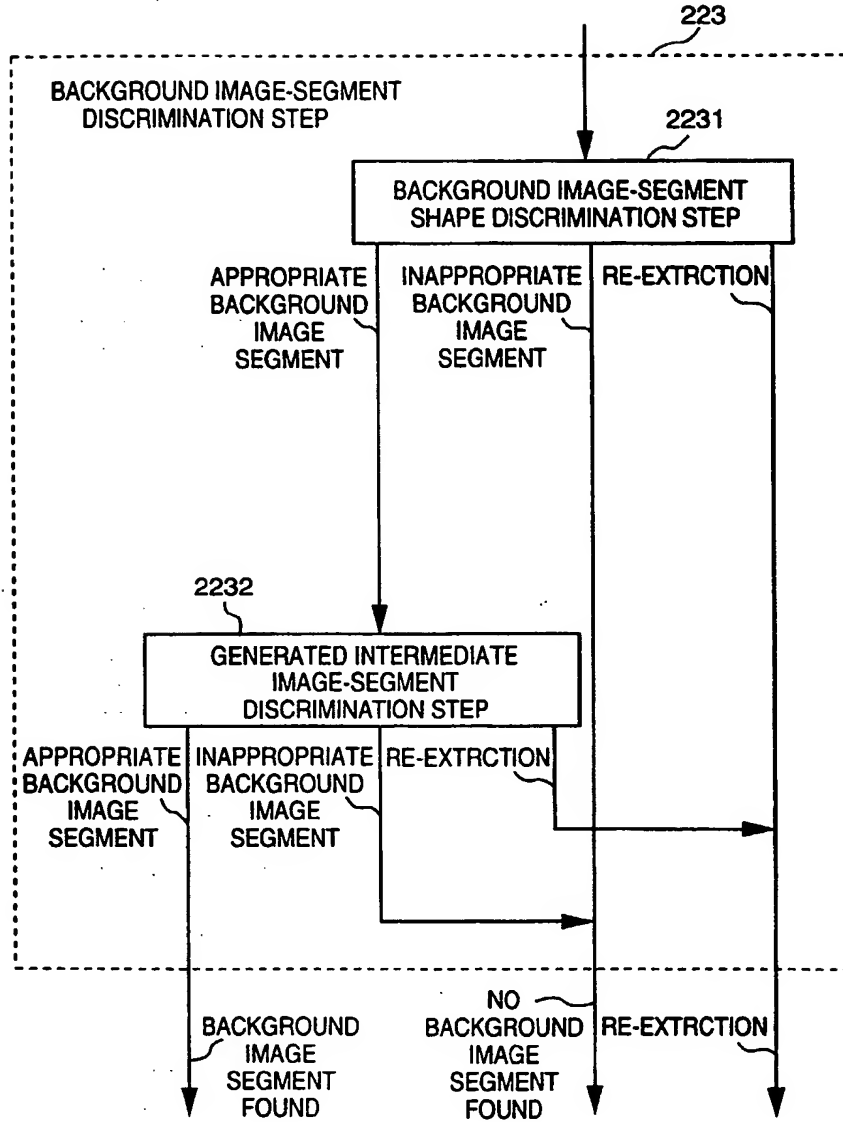 223
BACKGROUND IMAGE-SEGMENT
DISCRIMINATION STEP
2231
BACKGROUND IMAGE-SEGMENT
SHAPE DISCRIMINATION STEP
APPROPRIATE
BACKGROUND
IMAGE
SEGMENT
INAPPROPRIATE
BACKGROUND
IMAGE
SEGMENT
RE-EXTRCTION
2232
GENERATED INTERMEDIATE
IMAGE-SEGMENT
DISCRIMINATION STEP
APPROPRIATE
BACKGROUND
IMAGE
SEGMENT
INAPPROPRIATE
BACKGROUND
IMAGE
SEGMENT
RE-EXTRCTION
BACKGROUND
IMAGE
SEGMENT
FOUND
NO
BACKGROUND
IMAGE
SEGMENT
FOUND
RE-EXTRCTION